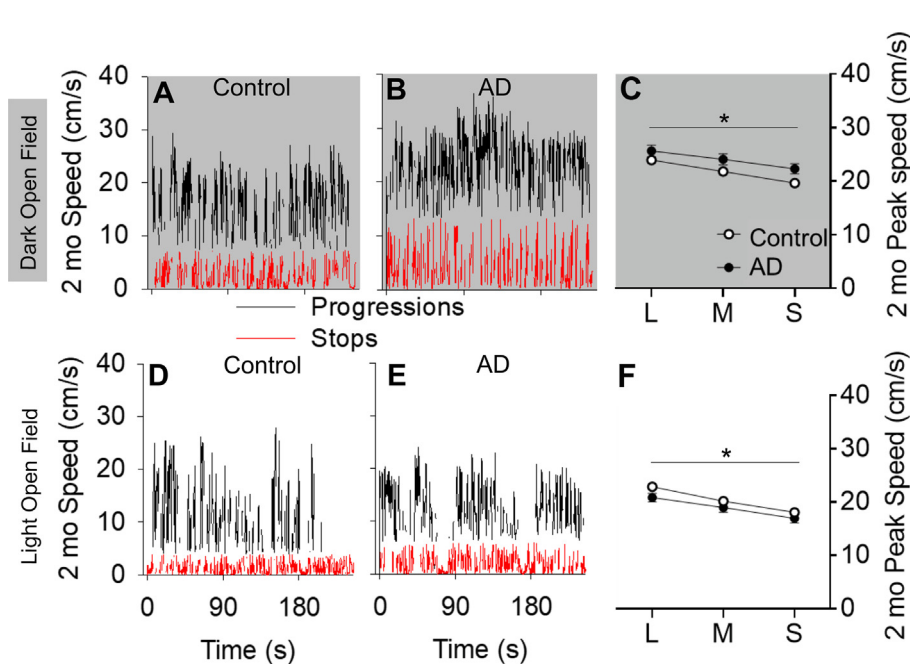 Dark Open Field
2 mo Speed (cm/s)
40
30
20
10
0
A
Control
B
AD
C
*
Control
AD
L
M
S
40
30
20
10
0
2 mo Peak speed (cm/s)
Progressions
Stops
Light Open Field
2 mo Speed (cm/s)
40
30
20
10
0
D
Control
0
90
180
Time (s)
E
AD
0
90
180
Time (s)
F
*
L
M
S
40
30
20
10
0
2 mo Peak Speed (cm/s)